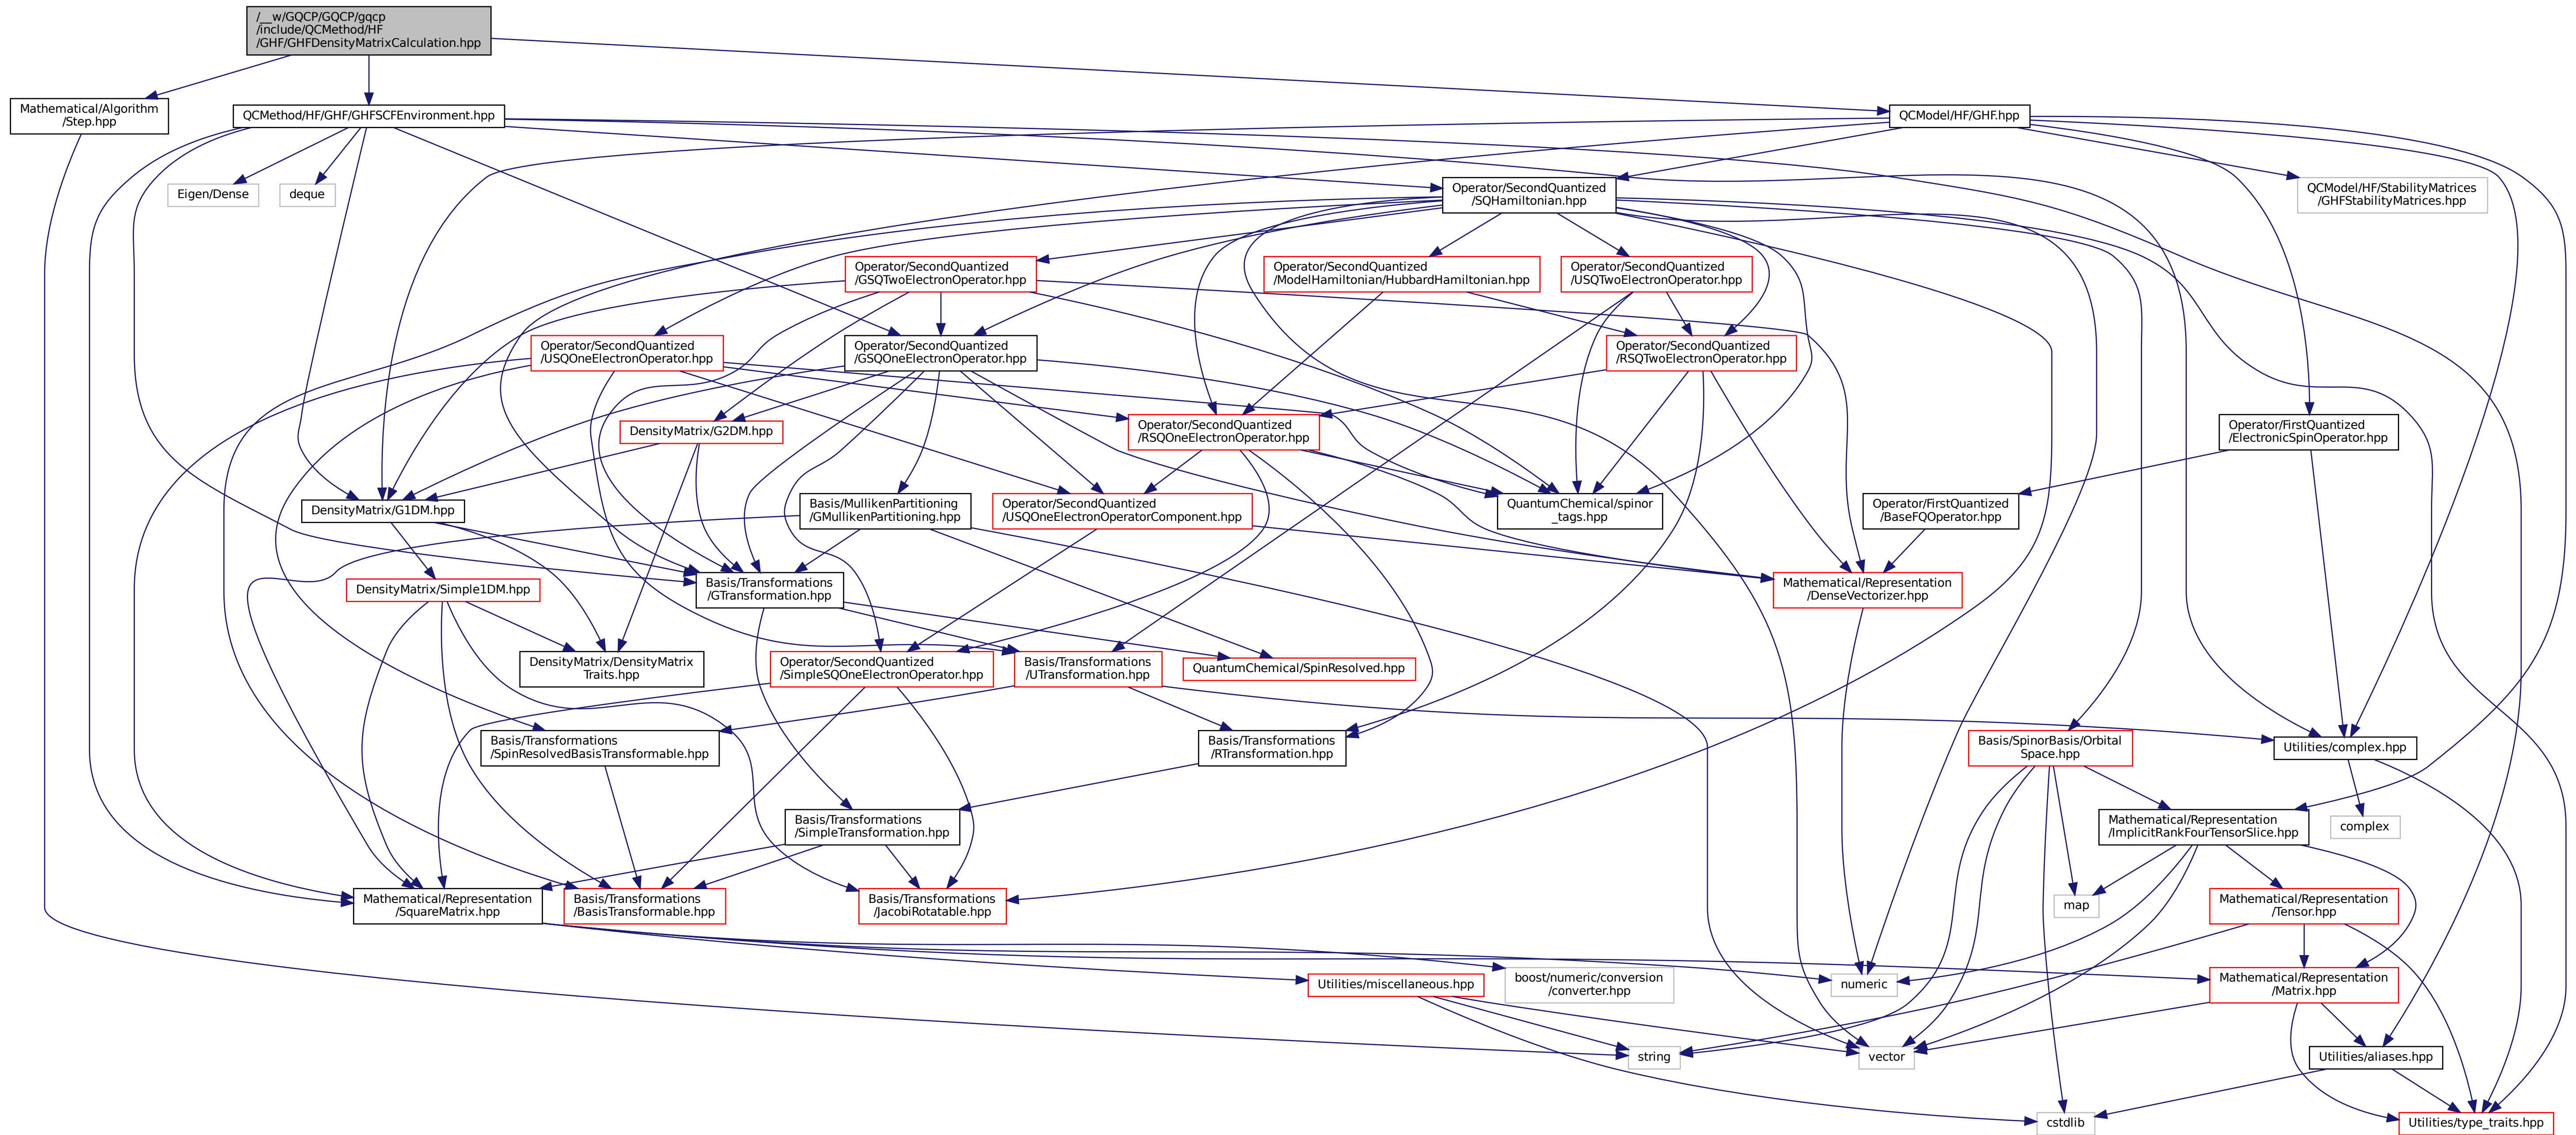 /__w/GQCP/GQCP/gqcp
/include/QCMethod/HF
/GHF/GHFDensityMatrixCalculation.hpp
Mathematical/Algorithm
/Step.hpp
QCMethod/HF/GHF/GHFSCFEnvironment.hpp
QCModel/HF/GHF.hpp
Eigen/Dense
deque
Operator/SecondQuantized
/SQHamiltonian.hpp
QCModel/HF/StabilityMatrices
/GHFStabilityMatrices.hpp
Operator/SecondQuantized
/GSQTwoElectronOperator.hpp
Operator/SecondQuantized
/ModelHamiltonian/HubbardHamiltonian.hpp
Operator/SecondQuantized
/USQTwoElectronOperator.hpp
Operator/SecondQuantized
/USQOneElectronOperator.hpp
Operator/SecondQuantized
/GSQOneElectronOperator.hpp
Operator/SecondQuantized
/RSQTwoElectronOperator.hpp
DensityMatrix/G2DM.hpp
Operator/SecondQuantized
/RSQOneElectronOperator.hpp
Operator/FirstQuantized
/ElectronicSpinOperator.hpp
DensityMatrix/G1DM.hpp
Basis/MullikenPartitioning
/GMullikenPartitioning.hpp
Operator/SecondQuantized
/USQOneElectronOperatorComponent.hpp
QuantumChemical/spinor
_tags.hpp
Operator/FirstQuantized
/BaseFQOperator.hpp
DensityMatrix/Simple1DM.hpp
Basis/Transformations
/GTransformation.hpp
Mathematical/Representation
/DenseVectorizer.hpp
DensityMatrix/DensityMatrix
Traits.hpp
Operator/SecondQuantized
/SimpleSQOneElectronOperator.hpp
Basis/Transformations
/UTransformation.hpp
QuantumChemical/SpinResolved.hpp
Basis/Transformations
/SpinResolvedBasisTransformable.hpp
Basis/Transformations
/RTransformation.hpp
Basis/SpinorBasis/Orbital
Space.hpp
Utilities/complex.hpp
Basis/Transformations
/SimpleTransformation.hpp
Mathematical/Representation
/ImplicitRankFourTensorSlice.hpp
complex
Mathematical/Representation
/SquareMatrix.hpp
Basis/Transformations
/BasisTransformable.hpp
Basis/Transformations
/JacobiRotatable.hpp
map
Mathematical/Representation
/Tensor.hpp
Utilities/miscellaneous.hpp
boost/numeric/conversion
/converter.hpp
numeric
Mathematical/Representation
/Matrix.hpp
string
vector
Utilities/aliases.hpp
cstdlib
Utilities/type_traits.hpp